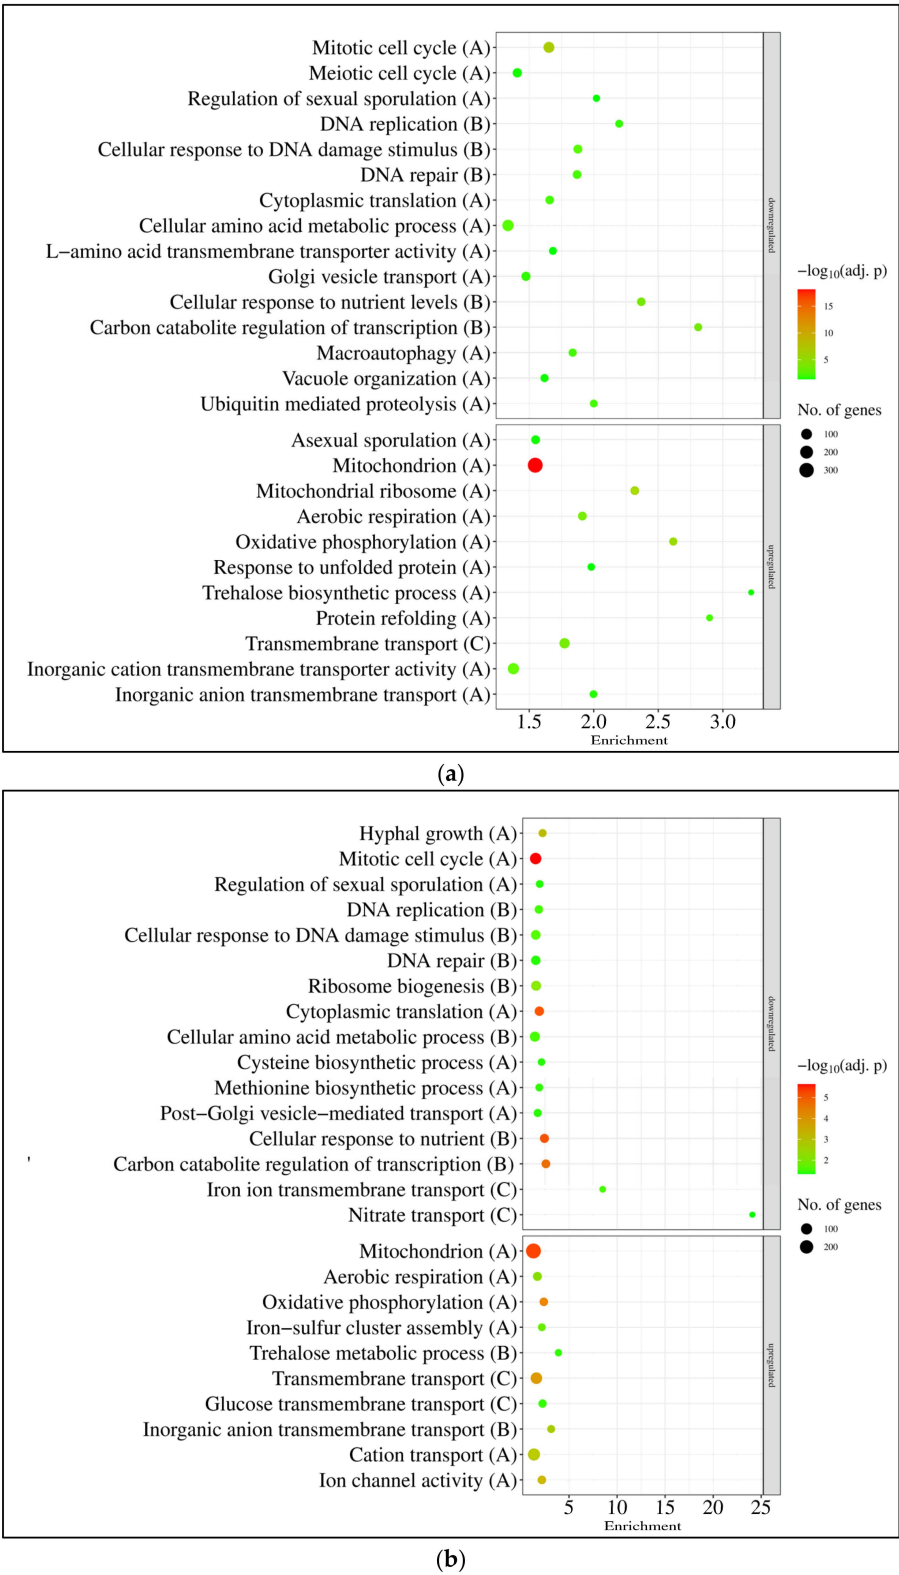 Mitotic cell cycle (A)
Meiotic cell cycle (A)
Regulation of sexual sporulation (A)
DNA replication (B)
Cellular response to DNA damage stimulus (B)
DNA repair (B)
Cytoplasmic translation (A)
Cellular amino acid metabolic process (A)
L−amino acid transmembrane transporter activity (A)
Golgi vesicle transport (A)
Cellular response to nutrient levels (B)
Carbon catabolite regulation of transcription (B)
Macroautophagy (A)
Vacuole organization (A)
Ubiquitin mediated proteolysis (A)
downregulated
Asexual sporulation (A)
Mitochondrion (A)
Mitochondrial ribosome (A)
Aerobic respiration (A)
Oxidative phosphorylation (A)
Response to unfolded protein (A)
Trehalose biosynthetic process (A)
Protein refolding (A)
Transmembrane transport (C)
Inorganic cation transmembrane transporter activity (A)
Inorganic anion transmembrane transport (A)
upregulated
1.5 2.0 2.5 3.0
Enrichment
−log10(adj. p)
15
10
5
No. of genes
100
200
300
(a)
Hyphal growth (A)
Mitotic cell cycle (A)
Regulation of sexual sporulation (A)
DNA replication (B)
Cellular response to DNA damage stimulus (B)
DNA repair (B)
Ribosome biogenesis (B)
Cytoplasmic translation (A)
Cellular amino acid metabolic process (B)
Cysteine biosynthetic process (A)
Methionine biosynthetic process (A)
Post−Golgi vesicle−mediated transport (A)
Cellular response to nutrient (B)
' Carbon catabolite regulation of transcription (B)
Iron ion transmembrane transport (C)
Nitrate transport (C)
downregulated
Mitochondrion (A)
Aerobic respiration (A)
Oxidative phosphorylation (A)
Iron−sulfur cluster assembly (A)
Trehalose metabolic process (B)
Transmembrane transport (C)
Glucose transmembrane transport (C)
Inorganic anion transmembrane transport (B)
Cation transport (A)
Ion channel activity (A)
upregulated
5 10 15 20 25
Enrichment
−log10(adj. p)
5
4
3
2
No. of genes
100
200
(b)